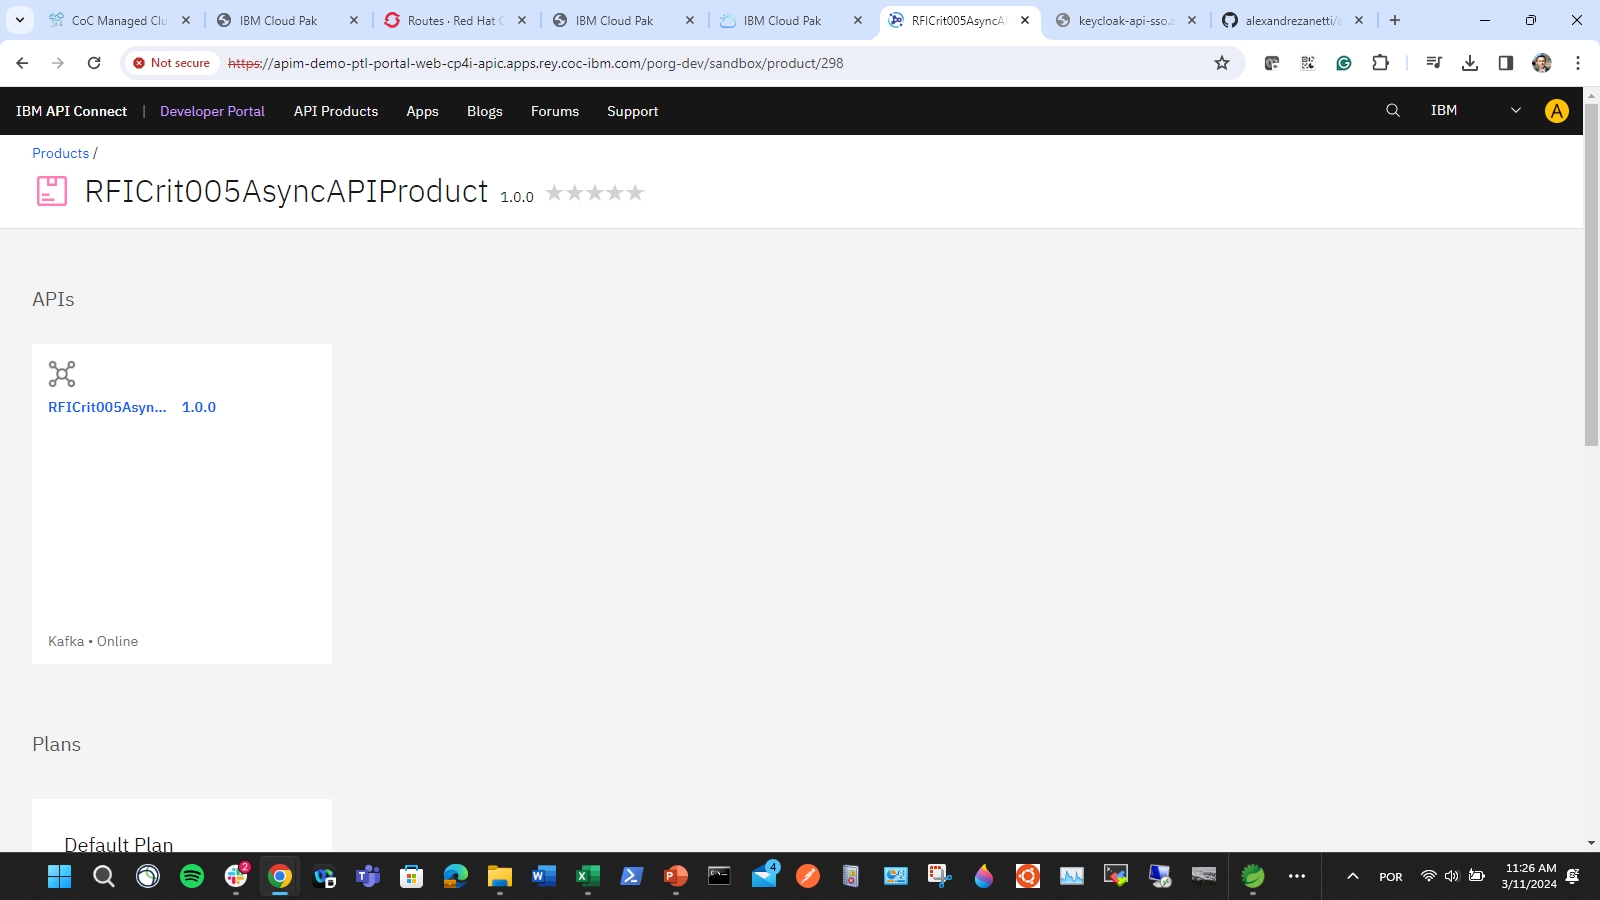 CoC Managed Clu
IBM Cloud Pak
Routes · Red Hat C
IBM Cloud Pak
IBM Cloud Pak
RFICrit005AsyncA
keycloak-api-sso.a
alexandrezanetti/a
Not secure
https://apim-demo-ptl-portal-web-cp4i-apic.apps.rey.coc-ibm.com/porg-dev/sandbox/product/298
IBM API Connect | Developer Portal API Products Apps Blogs Forums Support IBM A
Products /
RFICrit005AsyncAPIProduct 1.0.0
APIs
RFICrit005Asyn... 1.0.0
Kafka • Online
Plans
Default Plan
2
4
POR
11:26 AM
3/11/2024